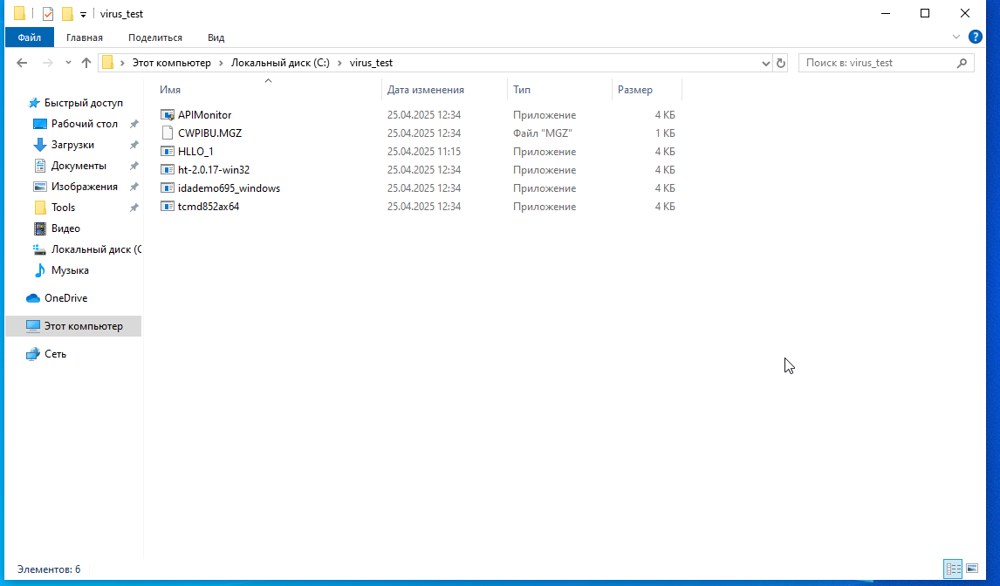 virus_test
Файл Главная Поделиться Вид
Этот компьютер Локальный диск (C:) virus_test Поиск в: virus_test
Имя Дата изменения Тип Размер
Быстрый доступ
Рабочий стол
Загрузки
Документы
Изображения
Tools
Видео
Локальный диск (C
Музыка
OneDrive
Этот компьютер
Сеть
APIMonitor 25.04.2025 12:34 Приложение 4 КБ
CWPIBU.MGZ 25.04.2025 12:34 Файл "MGZ" 1 КБ
HLLO_1 25.04.2025 11:15 Приложение 4 КБ
ht-2.0.17-win32 25.04.2025 12:34 Приложение 4 КБ
idademo695_windows 25.04.2025 12:34 Приложение 4 КБ
tcmd852ax64 25.04.2025 12:34 Приложение 4 КБ
Элементов: 6